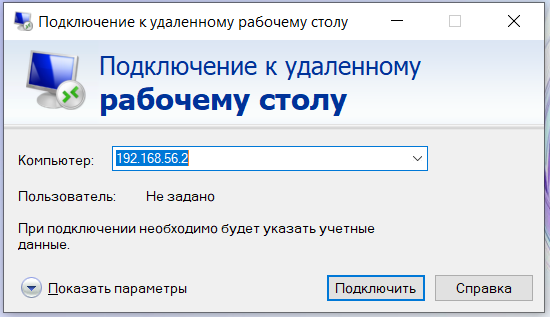 Подключение к удаленному рабочему столу
Подключение к удаленному
рабочему столу
Компьютер: 192.168.56.2
Пользователь: Не задано
При подключении необходимо будет указать учетные
данные.
Показать параметры Подключить Справка